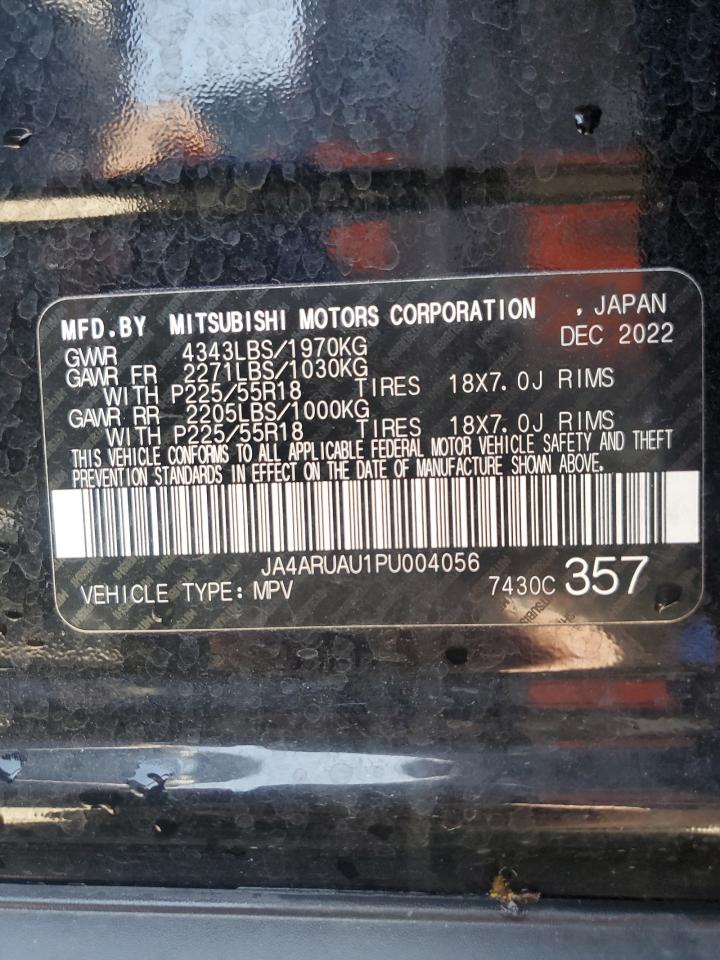 MFD.BY MITSUBISHI MOTORS CORPORATION , JAPAN
GVWR 4343LBS/1970KG DEC 2022
GAWR FR 2271LBS/1030KG
WITH P225/55R18 TIRES 18X7.0J RIMS
GAWR RR 2205LBS/1000KG
WITH P225/55R18 TIRES 18X7.0J RIMS
THIS VEHICLE CONFORMS TO ALL APPLICABLE FEDERAL MOTOR VEHICLE SAFETY AND THEFT
PREVENTION STANDARDS IN EFFECT ON THE DATE OF MANUFACTURE SHOWN ABOVE.
JA4ARUAU1PU004056
VEHICLE TYPE: MPV 7430C 357